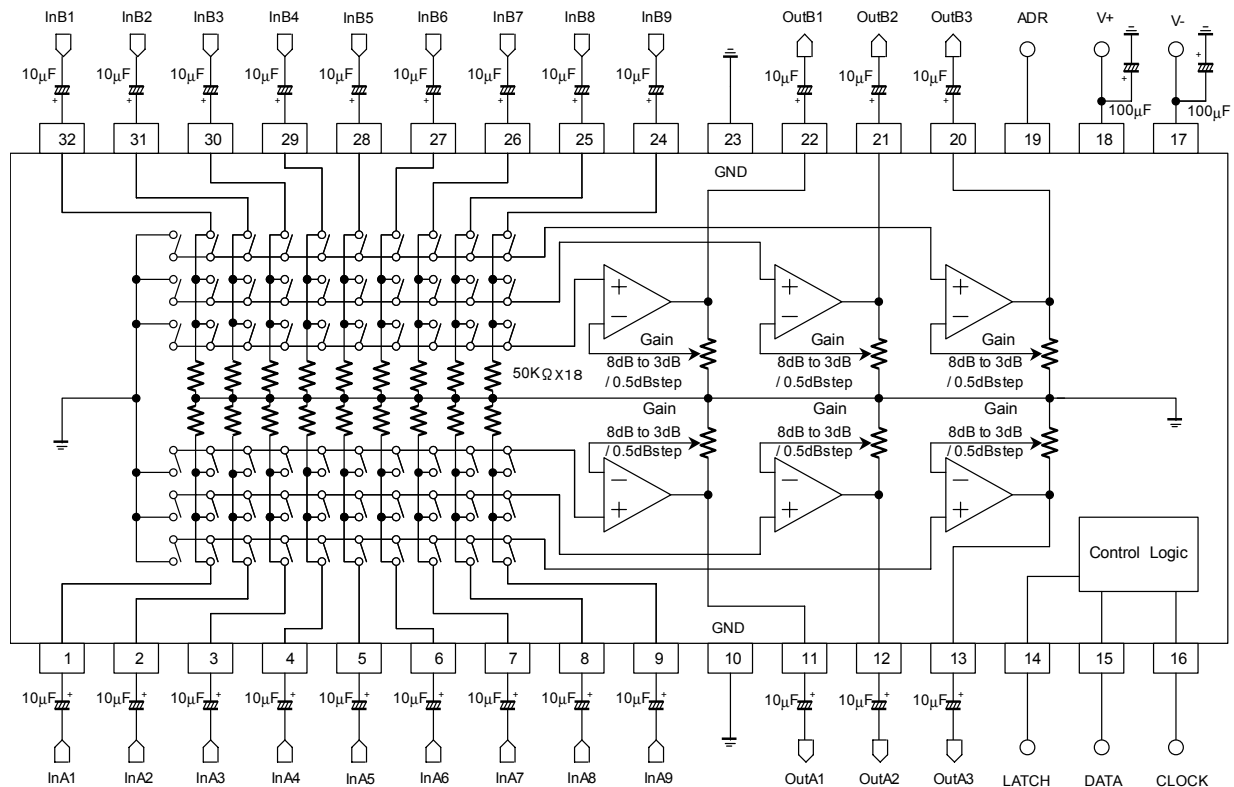 InB1 InB2 InB3 InB4 InB5 InB6 InB7 InB8 InB9 OutB1 OutB2 OutB3 ADR V+ V-
10μF 10μF 10μF 10μF 10μF 10μF 10μF 10μF 10μF 10μF 10μF 10μF
+ + + + + + + + + + + + + +
100μF 100μF
32 31 30 29 28 27 26 25 24 23 22 21 20 19 18 17
GND
+ + +
− − −
Gain Gain Gain
8dB to 3dB 8dB to 3dB 8dB to 3dB
/ 0.5dBstep / 0.5dBstep / 0.5dBstep
50KΩX18
Gain Gain Gain
8dB to 3dB 8dB to 3dB 8dB to 3dB
/ 0.5dBstep / 0.5dBstep / 0.5dBstep
− − −
+ + +
Control Logic
GND
1 2 3 4 5 6 7 8 9 10 11 12 13 14 15 16
+ + + + + + + + + + + +
10μF 10μF 10μF 10μF 10μF 10μF 10μF 10μF 10μF 10μF 10μF 10μF
InA1 InA2 InA3 InA4 InA5 InA6 InA7 InA8 InA9 OutA1 OutA2 OutA3 LATCH DATA CLOCK